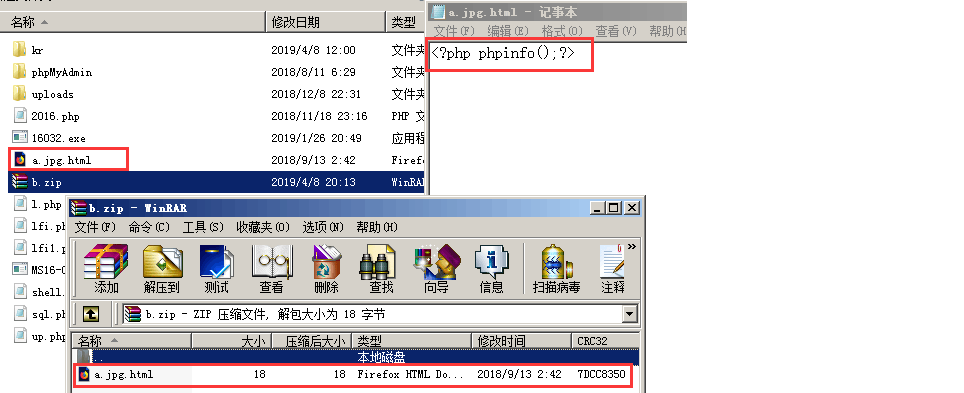 名称 修改日期 类型
kr 2019/4/8 12:00 文件夹
phpMyAdmin 2018/8/11 6:29 文件夹
uploads 2018/12/8 22:31 文件夹
2016.php 2018/11/18 23:16 PHP 文
16032.exe 2019/1/26 20:49 应用程
a.jpg.html 2018/9/13 2:42 Firefo
b.zip 2019/4/8 20:13 WinRAR
l.php
lfi.ph
lfi1.p
MS16-0
shell.
sql.ph
up.php
a.jpg.html - 记事本
文件(F) 编辑(E) 格式(O) 查看(V) 帮助(H)
<?php phpinfo();?>
b.zip - WinRAR
文件(F) 命令(C) 工具(S) 收藏夹(O) 选项(N) 帮助(H)
添加 解压到 测试 查看 删除 查找 向导 信息 扫描病毒 注释
b.zip - ZIP 压缩文件, 解包大小为 18 字节
名称 大小 压缩后大小 类型 修改时间 CRC32
.. 本地磁盘
a.jpg.html 18 18 Firefox HTML Do... 2018/9/13 2:42 7DCC8350